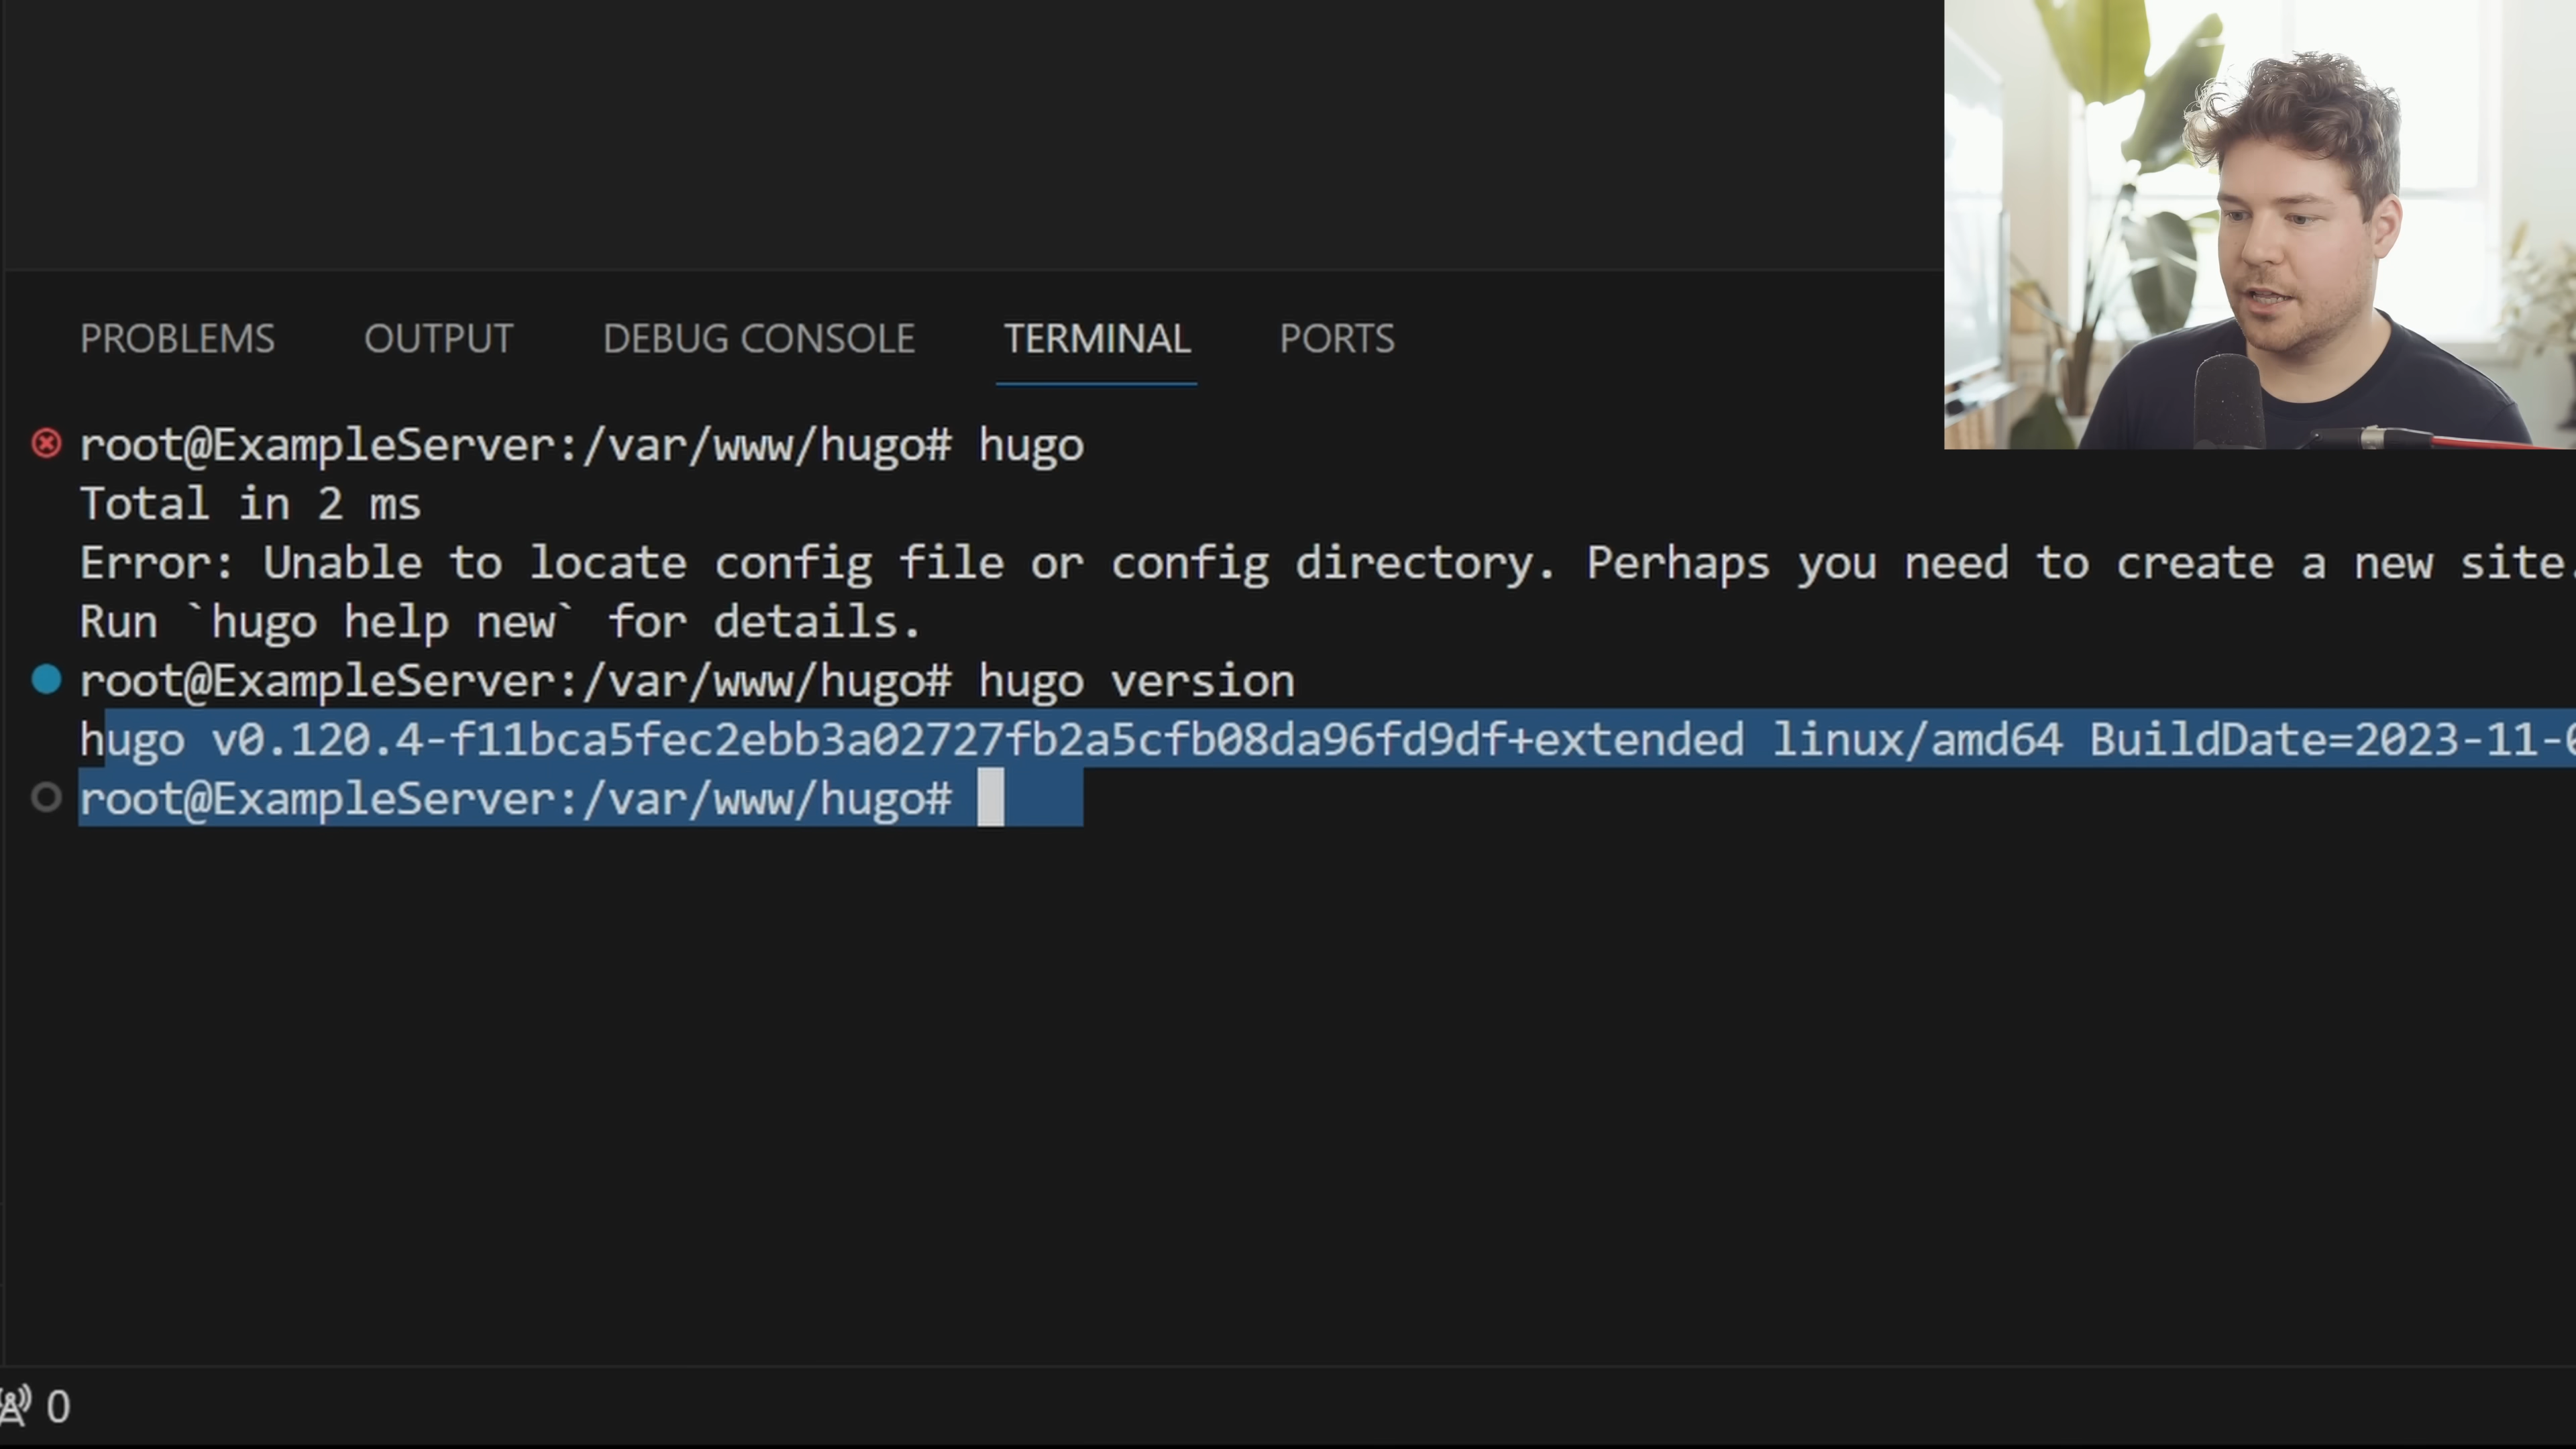 PROBLEMS OUTPUT DEBUG CONSOLE TERMINAL PORTS
root@ExampleServer:/var/www/hugo# hugo
Total in 2 ms
Error: Unable to locate config file or config directory. Perhaps you need to create a new site.
Run `hugo help new` for details.
root@ExampleServer:/var/www/hugo# hugo version
hugo v0.120.4-f11bca5fec2ebb3a02727fb2a5cfb08da96fd9df+extended linux/amd64 BuildDate=2023-11-0
root@ExampleServer:/var/www/hugo#
0